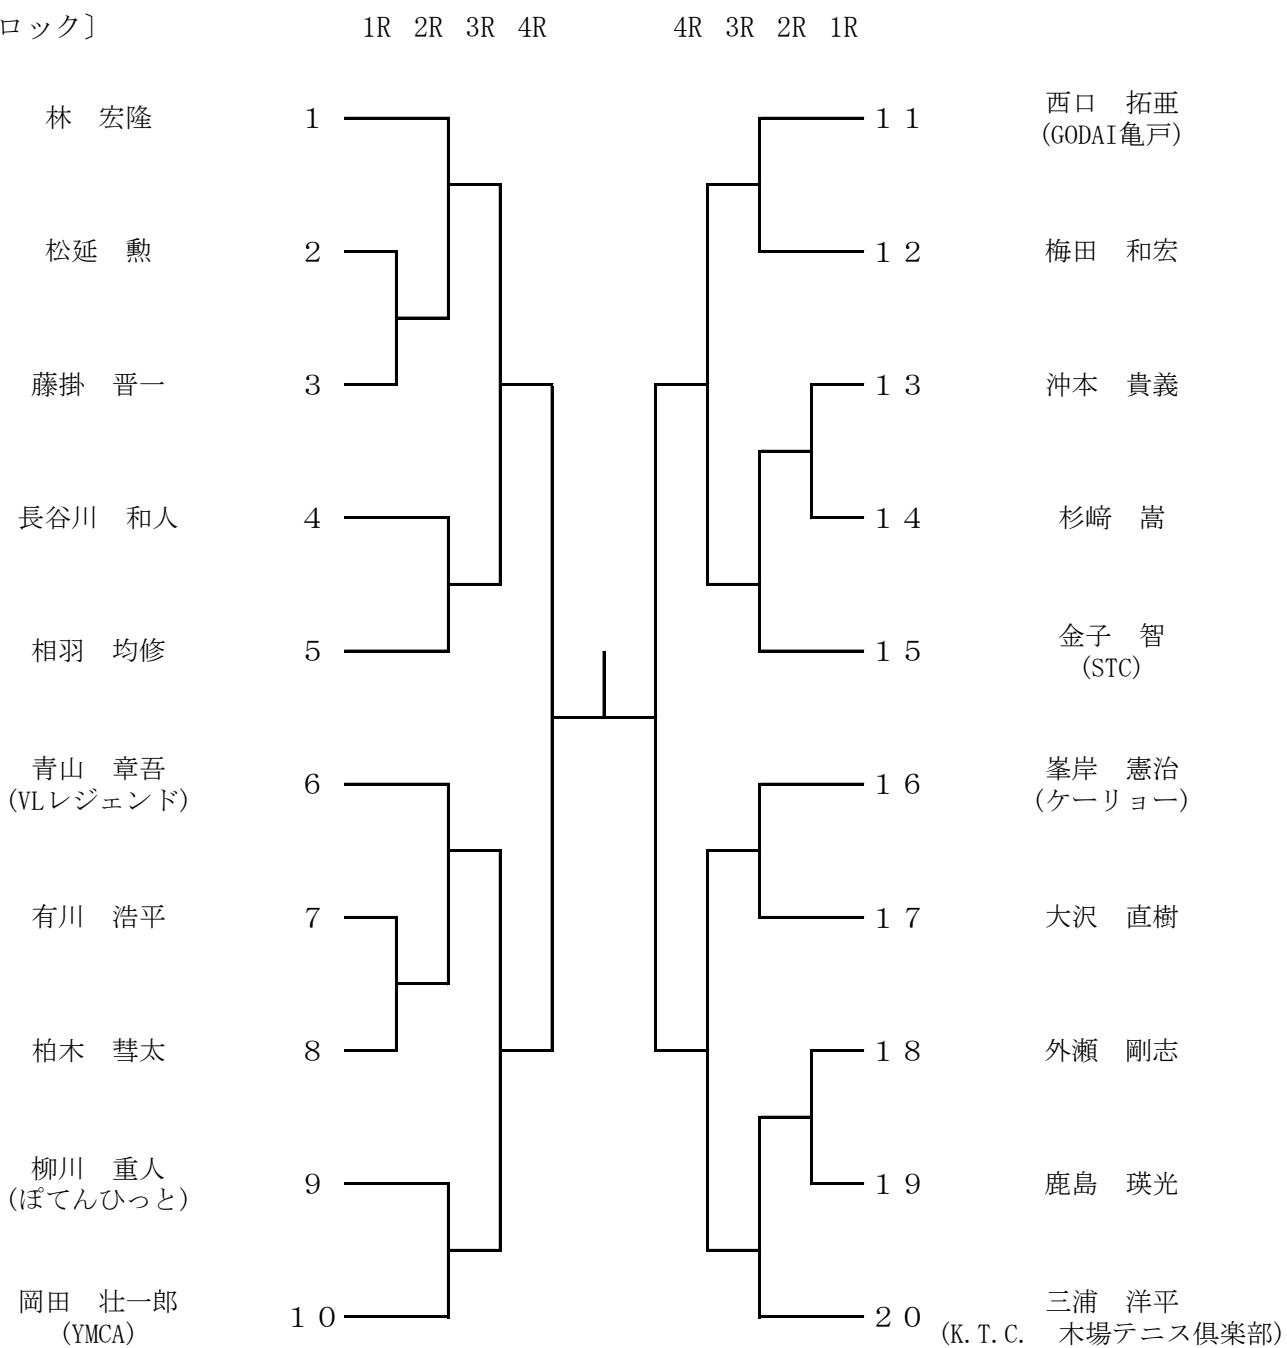 ロック〕 1R 2R 3R 4R 4R 3R 2R 1R
林　宏隆 1
松延　勲 2
藤掛　晋一 3
長谷川　和人 4
相羽　均修 5
青山　章吾 6
(VLレジェンド)
有川　浩平 7
柏木　彗太 8
柳川　重人 9
(ぽてんひっと)
岡田　壮一郎 10
(YMCA)
11 西口　拓亜
(GODAI亀戸)
12 梅田　和宏
13 沖本　貴義
14 杉﨑　嵩
15 金子　智
(STC)
16 峯岸　憲治
(ケーリョー)
17 大沢　直樹
18 外瀬　剛志
19 鹿島　瑛光
20 三浦　洋平
(K.T.C.　木場テニス倶楽部)